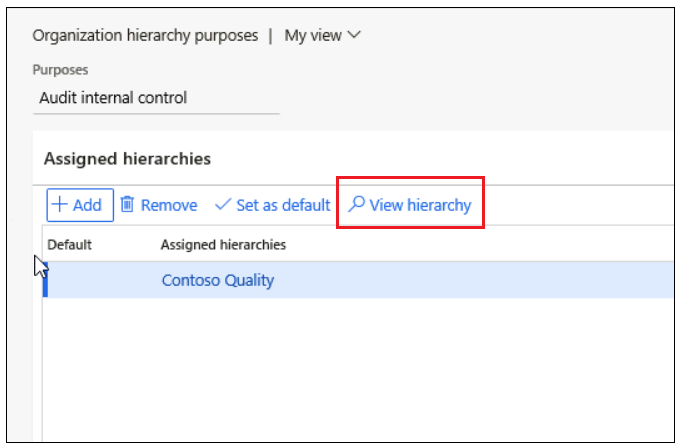 Organization hierarchy purposes | My view
Purposes
Audit internal control
Assigned hierarchies
Add Remove Set as default View hierarchy
Default Assigned hierarchies
Contoso Quality